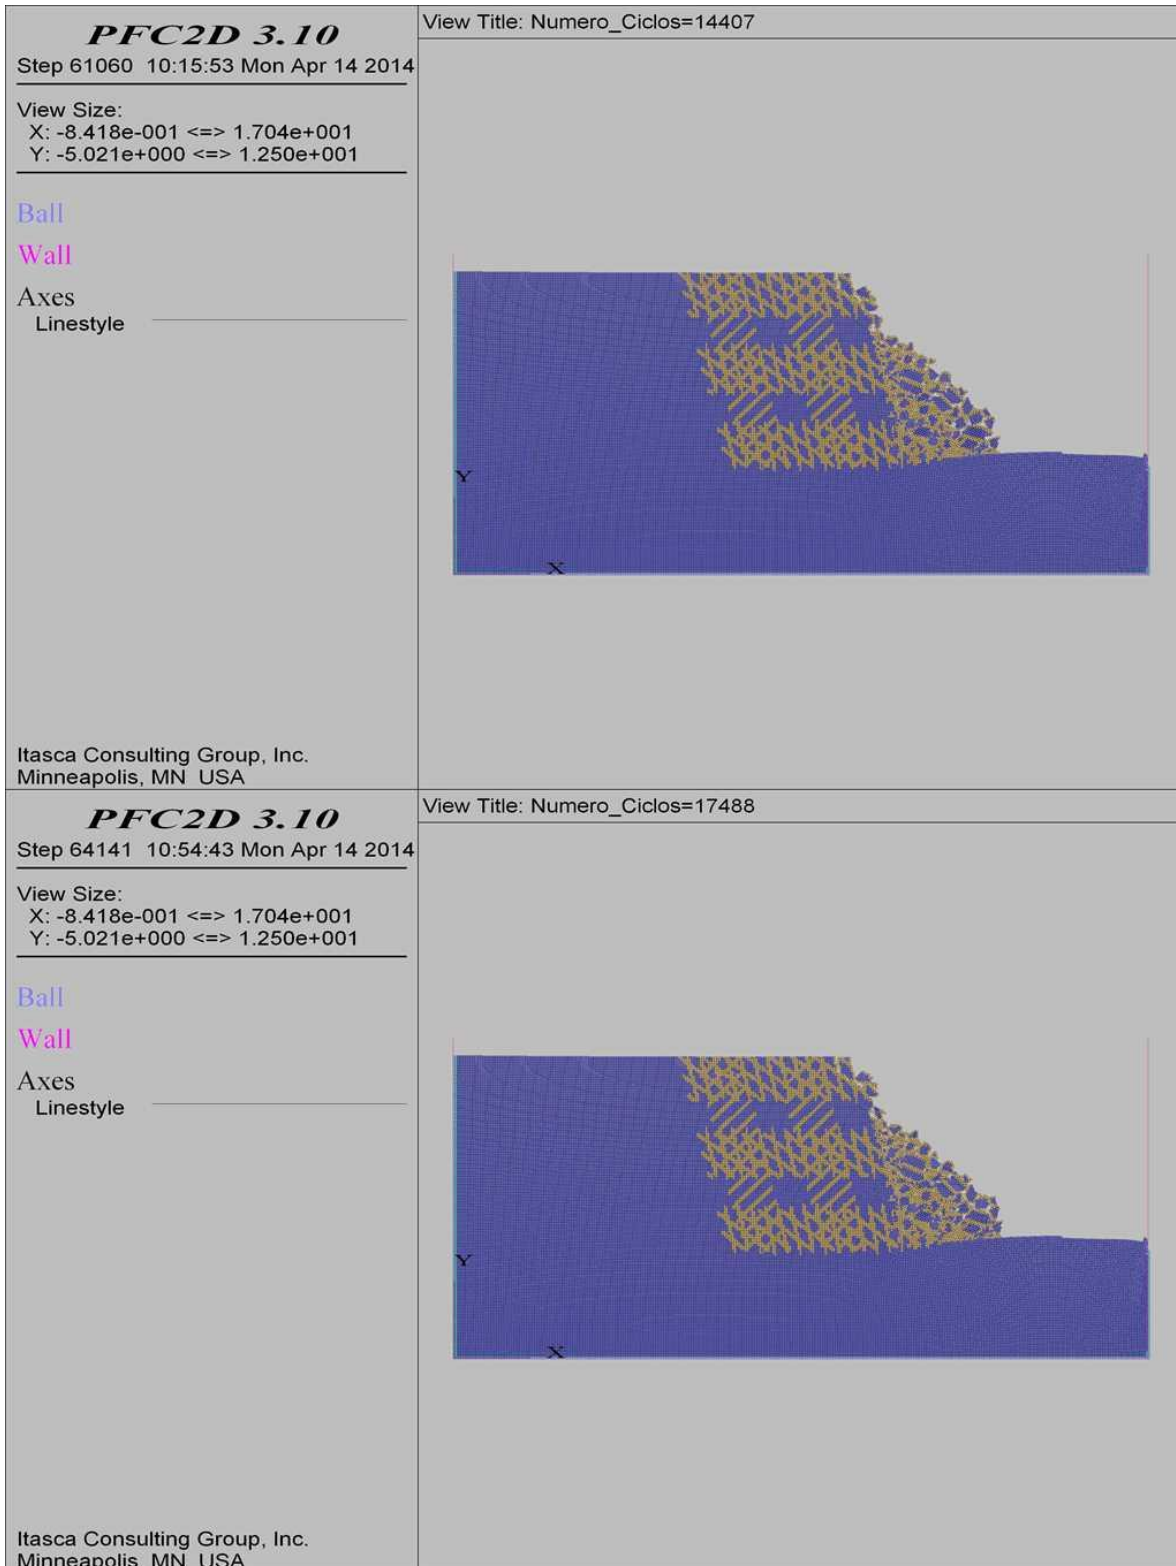 PFC2D 3.10
Step 61060 10:15:53 Mon Apr 14 2014
View Size:
X: -8.418e-001 <=> 1.704e+001
Y: -5.021e+000 <=> 1.250e+001
Ball
Wall
Axes
Linestyle
Itasca Consulting Group, Inc.
Minneapolis, MN USA
View Title: Numero_Ciclos=14407
Y
X
PFC2D 3.10
Step 64141 10:54:43 Mon Apr 14 2014
View Size:
X: -8.418e-001 <=> 1.704e+001
Y: -5.021e+000 <=> 1.250e+001
Ball
Wall
Axes
Linestyle
Itasca Consulting Group, Inc.
Minneapolis, MN USA
View Title: Numero_Ciclos=17488
Y
X